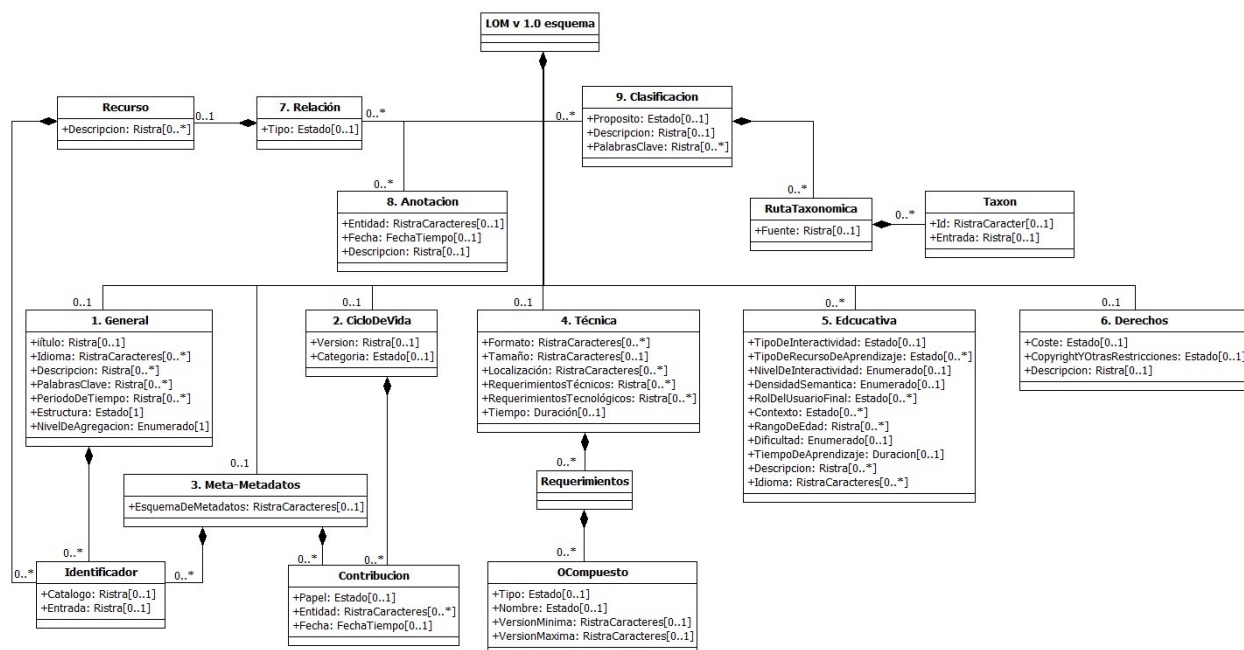 LOM v 1.0 esquema
Recurso
+Descripcion: Ristra[0..*]
0..1
7. Relación
+Tipo: Estado[0..1]
0..*
0..*
9. Clasificacion
+Proposito: Estado[0..1]
+Descripcion: Ristra[0..1]
+PalabrasClave: Ristra[0..*]
0..*
8. Anotacion
+Entidad: RistraCaracteres[0..1]
+Fecha: FechaTiempo[0..1]
+Descripcion: Ristra[0..1]
0..*
RutaTaxonomica
+Fuente: Ristra[0..1]
0..*
Taxon
+Id: RistraCaracter[0..1]
+Entrada: Ristra[0..1]
0..1
1. General
+iítulo: Ristra[0..1]
+Idioma: RistraCaracteres[0..*]
+Descripcion: Ristra[0..*]
+PalabrasClave: Ristra[0..*]
+PeriodoDeTiempo: Ristra[0..*]
+Estructura: Estado[1]
+NivelDeAgregacion: Enumerado[1]
0..1
2. CicloDeVida
+Version: Ristra[0..1]
+Categoria: Estado[0..1]
0..1
4. Técnica
+Formato: RistraCaracteres[0..*]
+Tamaño: RistraCaracteres[0..1]
+Localización: RistraCaracteres[0..*]
+RequerimientosTécnicos: Ristra[0..*]
+RequerimientosTecnológicos: Ristra[0..*]
+Tiempo: Duración[0..1]
0..*
5. Edcucativa
+TipoDeInteractividad: Estado[0..1]
+TipoDeRecursoDeAprendizaje: Estado[0..*]
+NivelDeInteractividad: Enumerado[0..1]
+DensidadSemantica: Enumerado[0..1]
+RolDelUsuarioFinal: Estado[0..*]
+Contexto: Estado[0..*]
+RangoDeEdad: Ristra[0..*]
+Dificultad: Enumerado[0..1]
+TiempoDeAprendizaje: Duracion[0..1]
+Descripcion: Ristra[0..*]
+Idioma: RistraCaracteres[0..*]
0..1
6. Derechos
+Coste: Estado[0..1]
+CopyrightYOtrasRestricciones: Estado[0..1]
+Descripcion: Ristra[0..1]
0..1
3. Meta-Metadatos
+EsquemaDeMetadatos: RistraCaracteres[0..1]
0..*
Requerimientos
0..*
0..*
0..*
Identificador
+Catalogo: Ristra[0..1]
+Entrada: Ristra[0..1]
0..*
0..*
Contribucion
+Papel: Estado[0..1]
+Entidad: RistraCaracteres[0..*]
+Fecha: FechaTiempo[0..1]
0..*
OCompuesto
+Tipo: Estado[0..1]
+Nombre: Estado[0..1]
+VersionMinima: RistraCaracteres[0..1]
+VersionMaxima: RistraCaracteres[0..1]